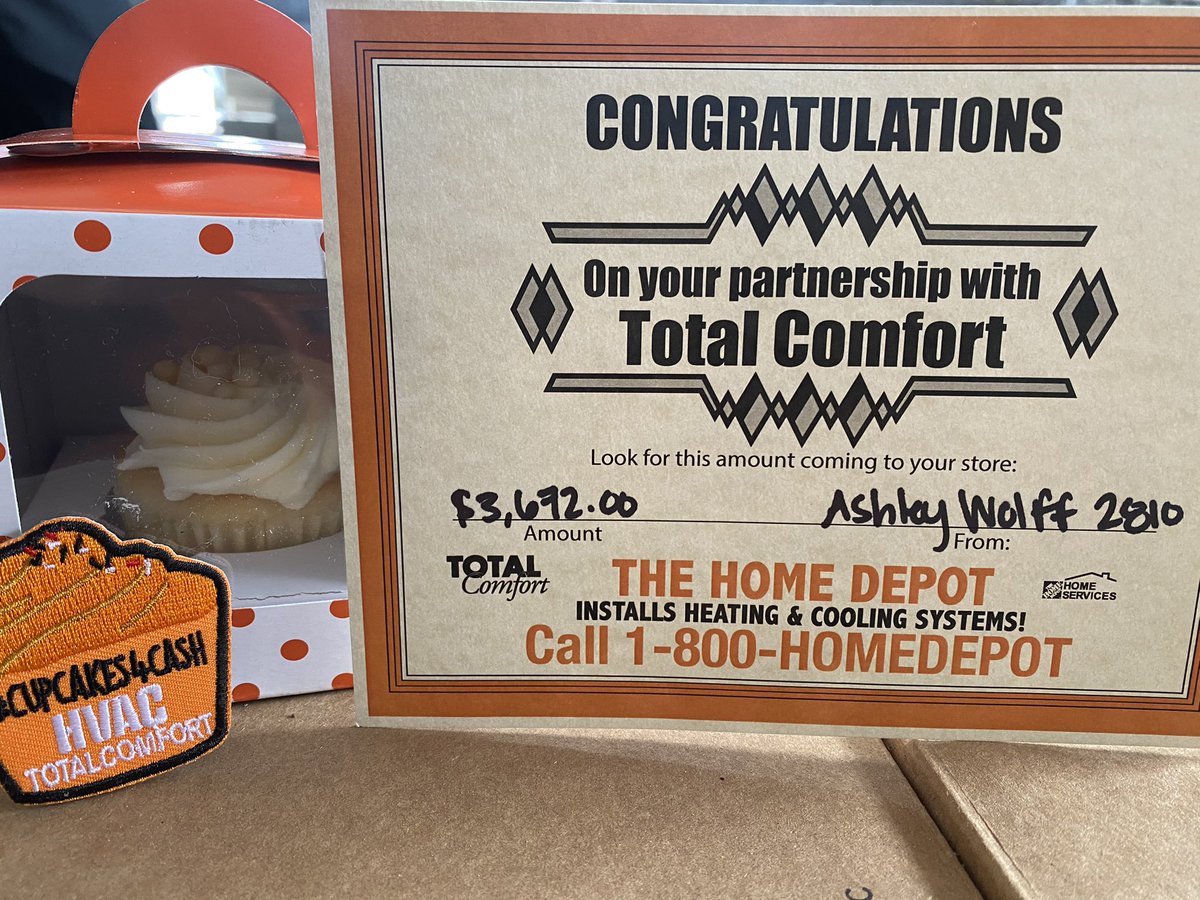 CONGRATULATIONS
On your partnership with
Total Comfort
Look for this amount coming to your store:
$3,672.00 Ashley Wolff 2810
Amount From:
TOTAL
Comfort
THE HOME DEPOT
INSTALLS HEATING & COOLING SYSTEMS!
Call 1-800-HOMEDEPOT
HOME
SERVICES
#CUPCAKES4CASH
HVAC
TOTALCOMFORT